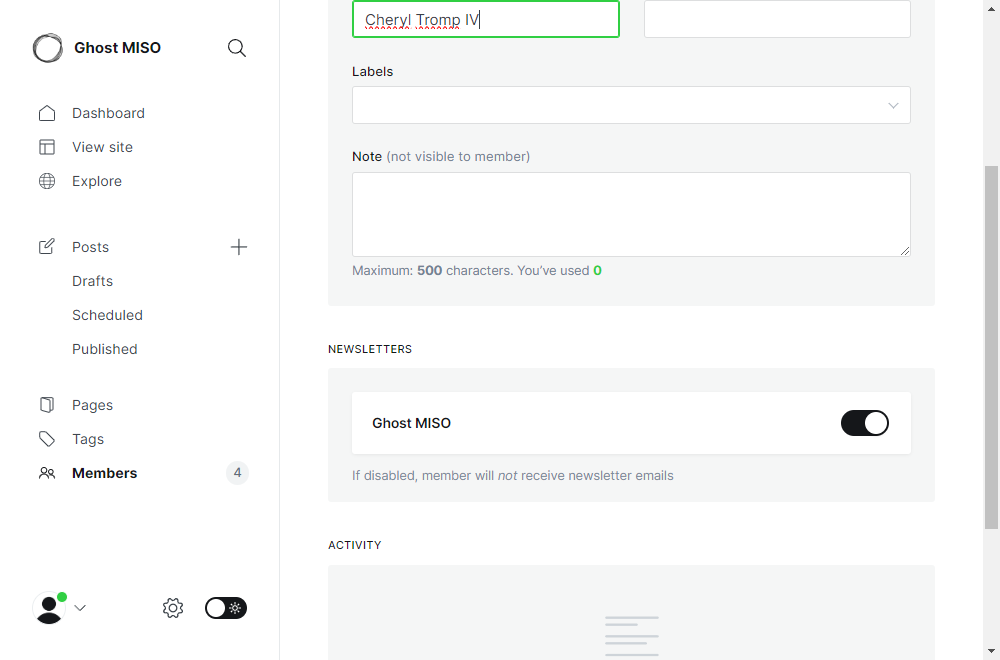 Ghost MISO
Dashboard
View site
Explore
Posts
Drafts
Scheduled
Published
Pages
Tags
Members 4
Cheryl Tromp IV
Labels
Note (not visible to member)
Maximum: 500 characters. You've used 0
NEWSLETTERS
Ghost MISO
If disabled, member will not receive newsletter emails
ACTIVITY